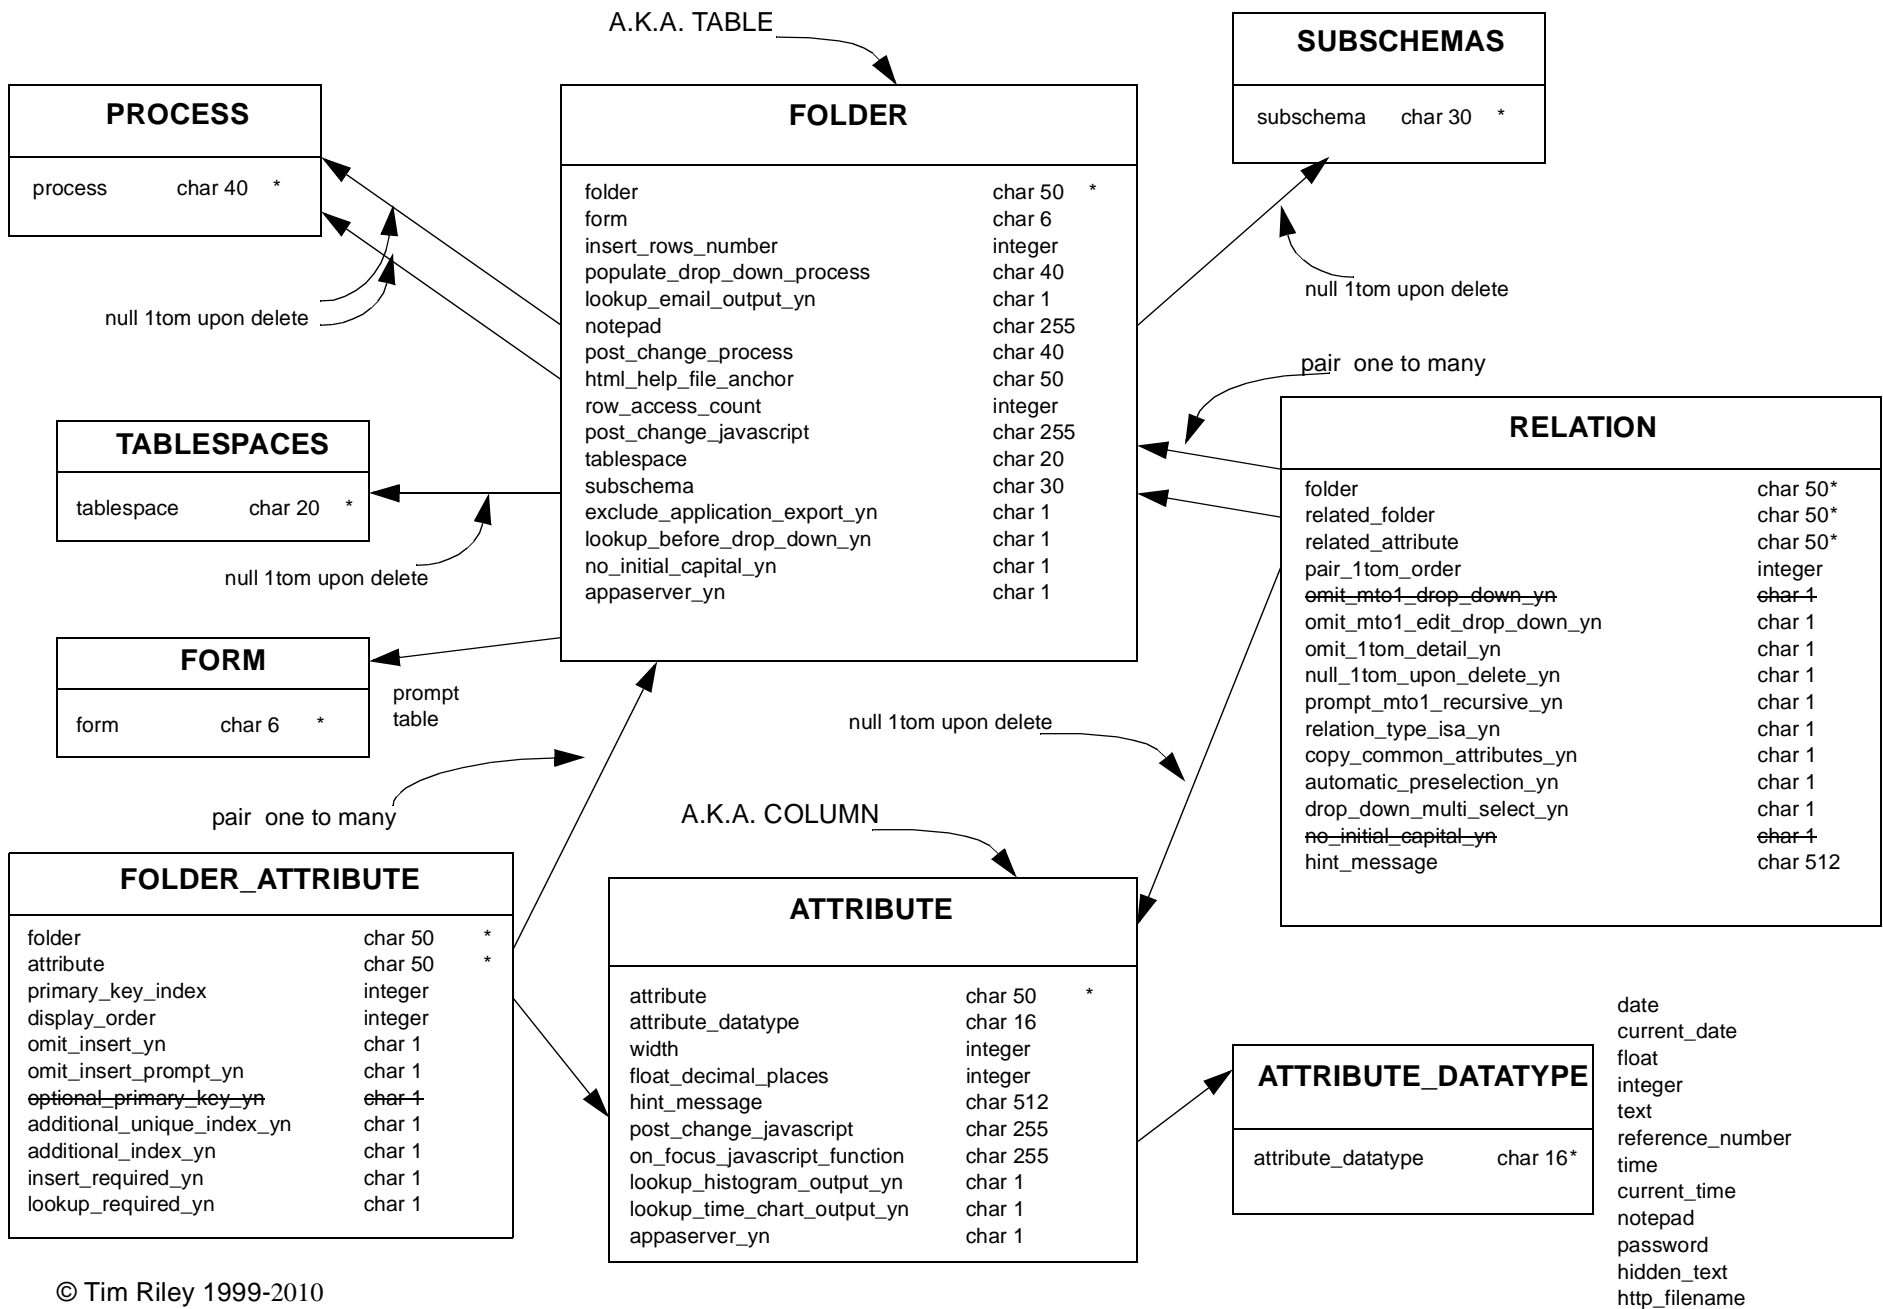 A.K.A. TABLE
SUBSCHEMAS
subschema char 30 *
PROCESS
process char 40 *
FOLDER
folder char 50 *
form char 6
insert_rows_number integer
populate_drop_down_process char 40
lookup_email_output_yn char 1
notepad char 255
post_change_process char 40
html_help_file_anchor char 50
row_access_count integer
post_change_javascript char 255
tablespace char 20
subschema char 30
exclude_application_export_yn char 1
lookup_before_drop_down_yn char 1
no_initial_capital_yn char 1
appaserver_yn char 1
null 1tom upon delete
null 1tom upon delete
pair one to many
TABLESPACES
tablespace char 20 *
null 1tom upon delete
RELATION
folder char 50*
related_folder char 50*
related_attribute char 50*
pair_1tom_order integer
omit_mto1_drop_down_yn char 1
omit_mto1_edit_drop_down_yn char 1
omit_1tom_detail_yn char 1
null_1tom_upon_delete_yn char 1
prompt_mto1_recursive_yn char 1
relation_type_isa_yn char 1
copy_common_attributes_yn char 1
automatic_preselection_yn char 1
drop_down_multi_select_yn char 1
no_initial_capital_yn char 1
hint_message char 512
FORM
form char 6 *
prompt
table
null 1tom upon delete
pair one to many
A.K.A. COLUMN
FOLDER_ATTRIBUTE
folder char 50 *
attribute char 50 *
primary_key_index integer
display_order integer
omit_insert_yn char 1
omit_insert_prompt_yn char 1
optional_primary_key_yn char 1
additional_unique_index_yn char 1
additional_index_yn char 1
insert_required_yn char 1
lookup_required_yn char 1
ATTRIBUTE
attribute char 50 *
attribute_datatype char 16
width integer
float_decimal_places integer
hint_message char 512
post_change_javascript char 255
on_focus_javascript_function char 255
lookup_histogram_output_yn char 1
lookup_time_chart_output_yn char 1
appaserver_yn char 1
ATTRIBUTE_DATATYPE
attribute_datatype char 16*
date
current_date
float
integer
text
reference_number
time
current_time
notepad
password
hidden_text
http_filename
© Tim Riley 1999-2010